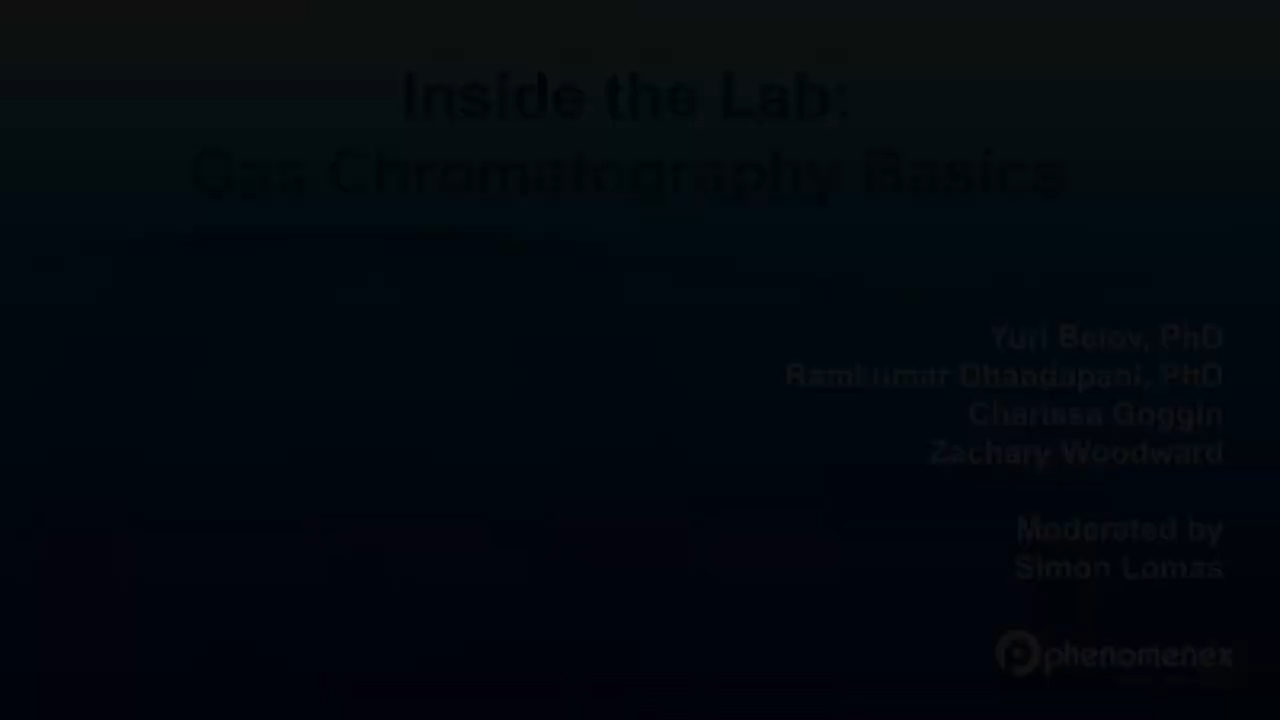 Inside the Lab:
Gas Chromatography Basics
Yuri Belov, PhD
Ramkumar Dhandapani, PhD
Charissa Goggin
Zachary Woodward
Moderated by
Simon Lomas
phenomenex